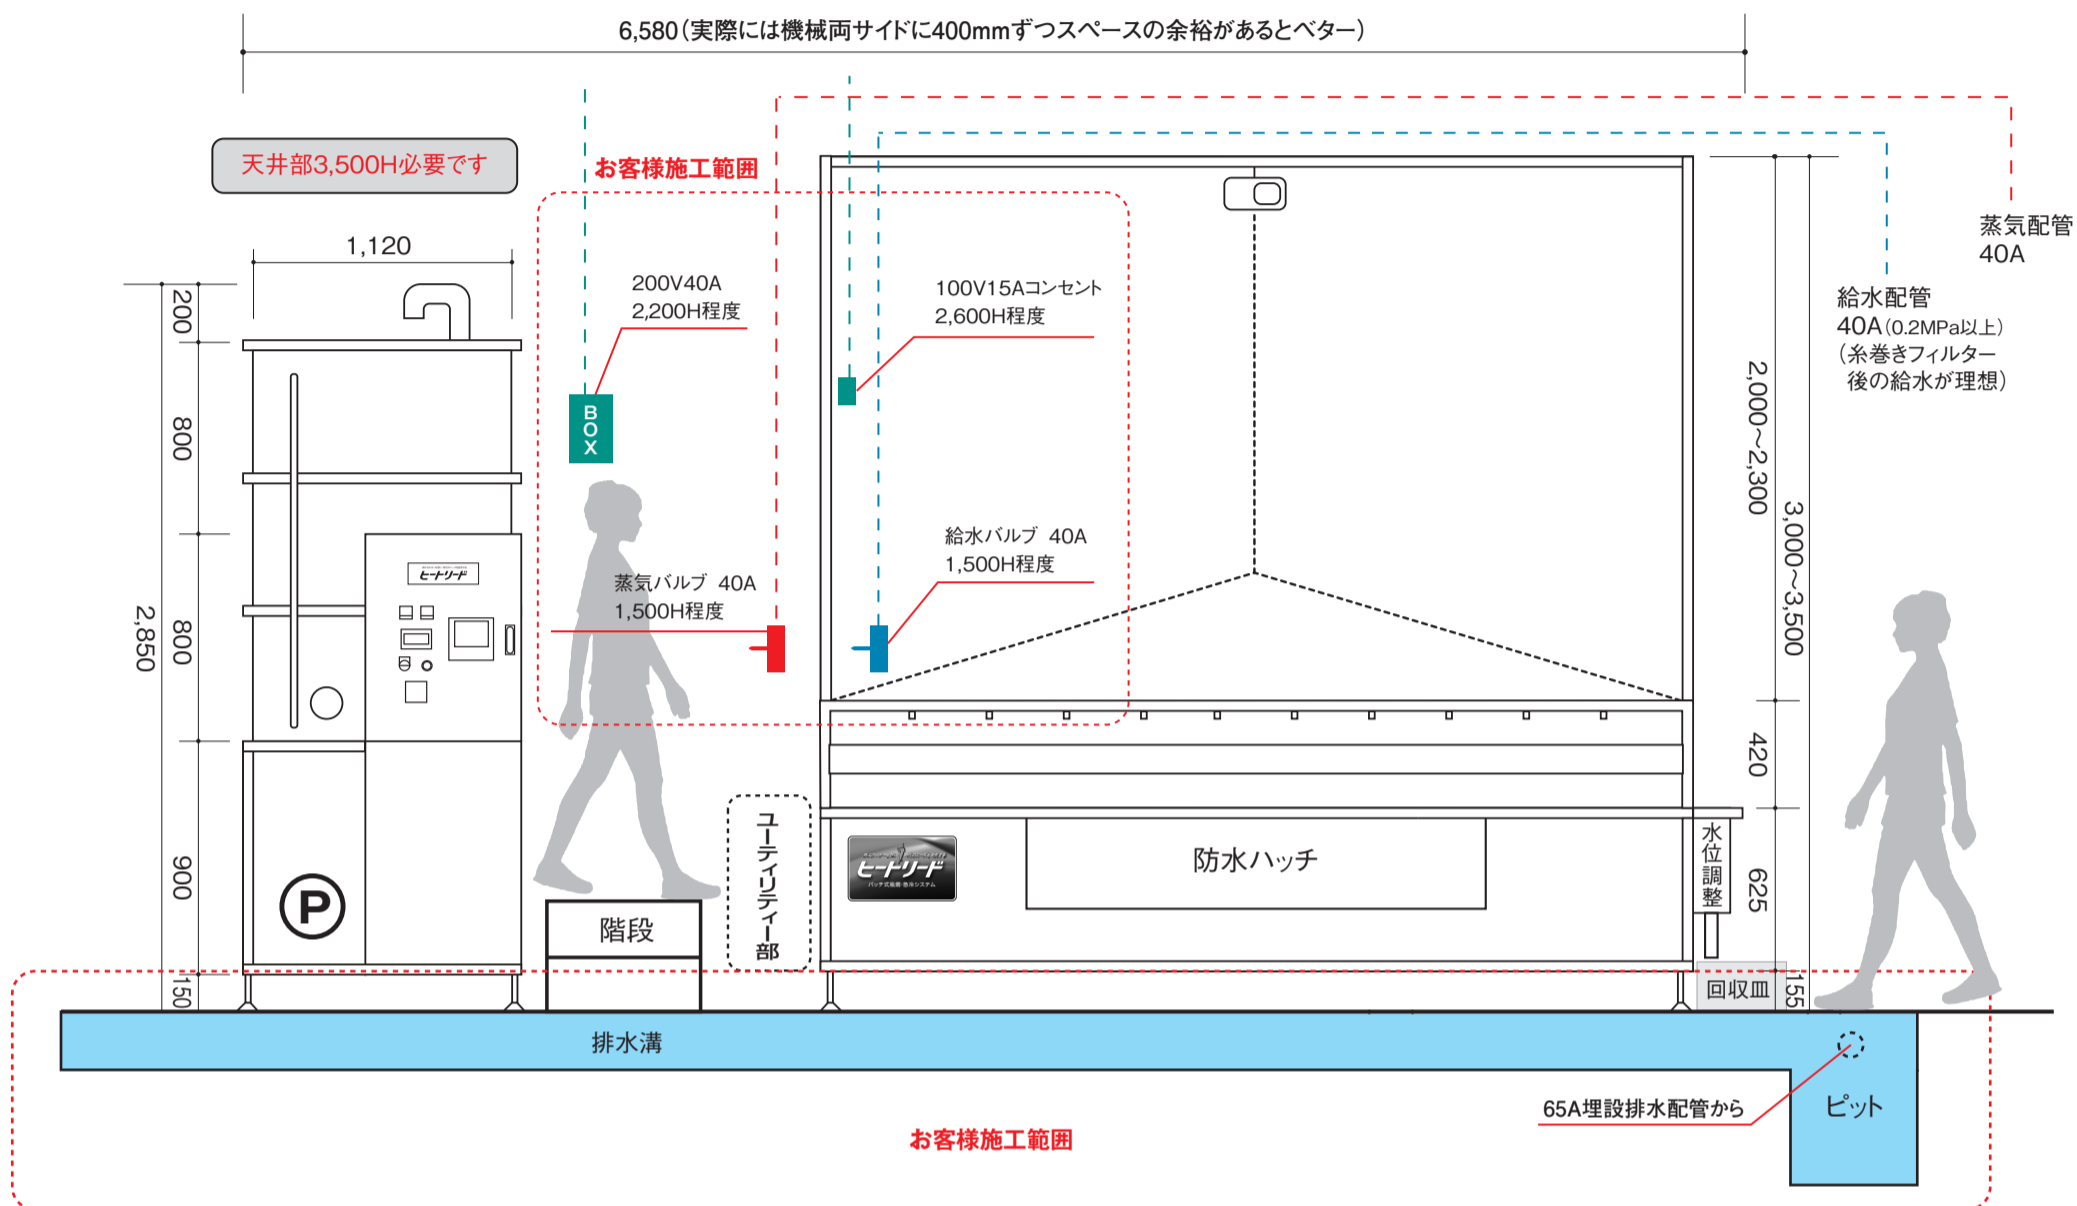 6,580(実際には機械両サイドに400mmずつスペースの余裕があるとベター)
天井部3,500H必要です
お客様施工範囲
蒸気配管
40A
給水配管
40A(0.2MPa以上)
(糸巻きフィルター
後の給水が理想)
1,120
200V40A
2,200H程度
100V15Aコンセント
2,600H程度
BOX
給水バルブ 40A
1,500H程度
蒸気バルブ 40A
1,500H程度
200
800
800
900
150
2,850
2,000〜2,300
3,000〜3,500
420
625
155
ヒートリード
P
階段
ユーティリティー部
ヒートリード
防水ハッチ
水位調整
回収皿
排水溝
65A埋設排水配管から
ピット
お客様施工範囲